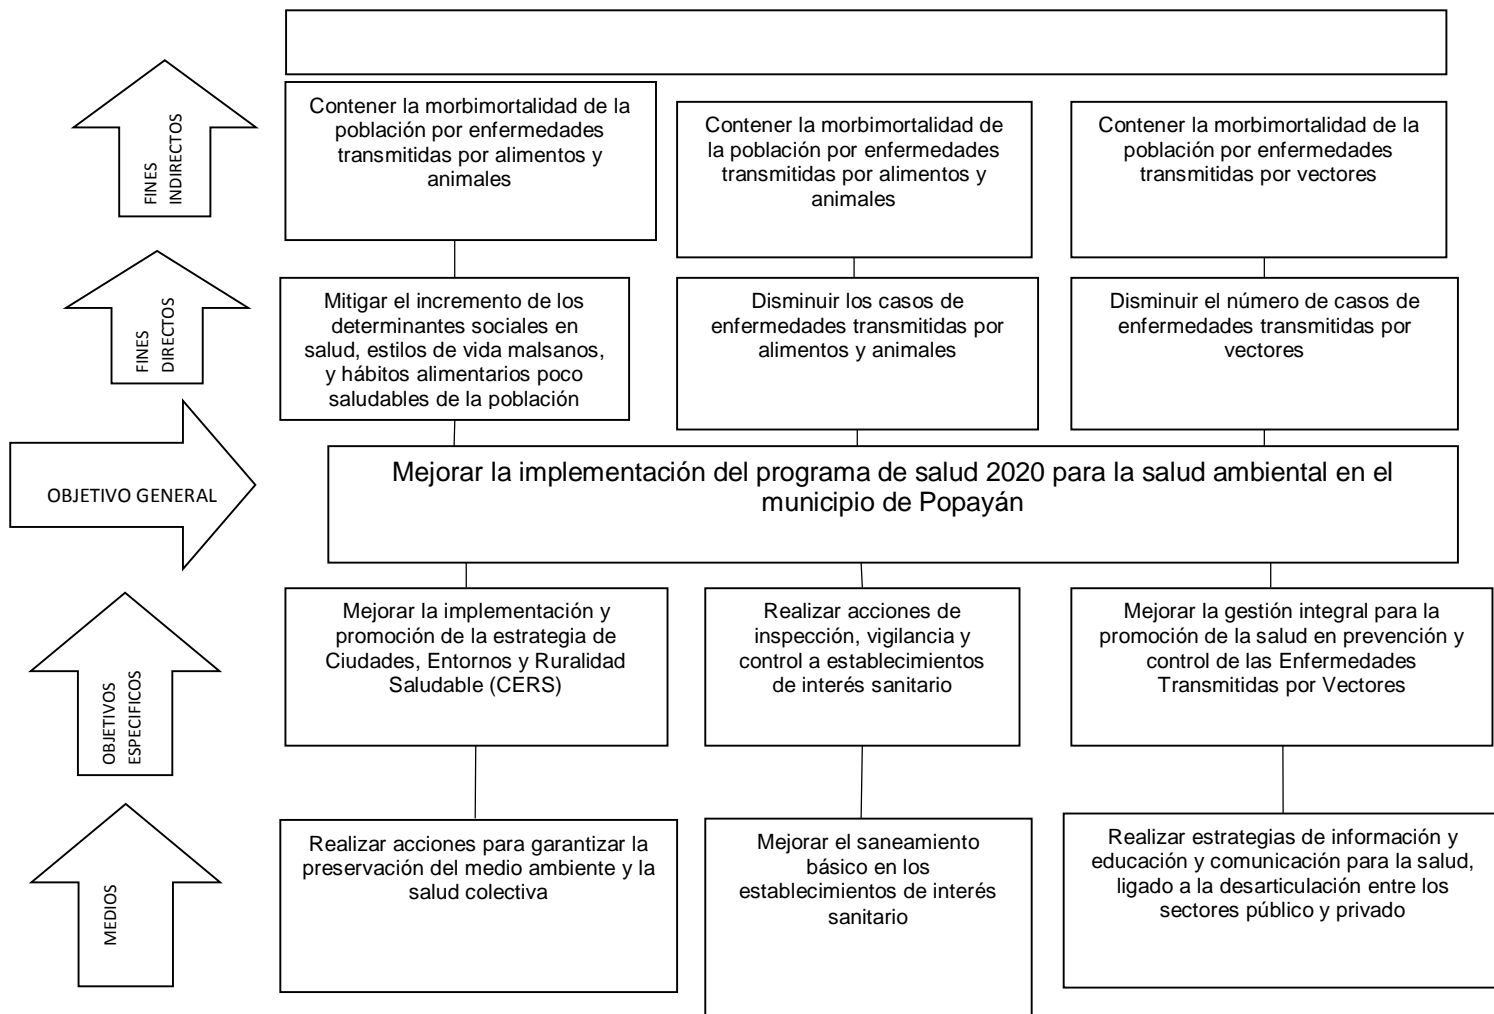 FINES
INDIRECTOS
Contener la morbimortalidad de la
población por enfermedades
transmitidas por alimentos y
animales
Contener la morbimortalidad de
la población por enfermedades
transmitidas por alimentos y
animales
Contener la morbimortalidad de la
población por enfermedades
transmitidas por vectores
FINES
DIRECTOS
Mitigar el incremento de los
determinantes sociales en
salud, estilos de vida malsanos,
y hábitos alimentarios poco
saludables de la población
Disminuir los casos de
enfermedades transmitidas por
alimentos y animales
Disminuir el número de casos de
enfermedades transmitidas por
vectores
OBJETIVO GENERAL
Mejorar la implementación del programa de salud 2020 para la salud ambiental en el
municipio de Popayán
OBJETIVOS
ESPECIFICOS
Mejorar la implementación y
promoción de la estrategia de
Ciudades, Entornos y Ruralidad
Saludable (CERS)
Realizar acciones de
inspección, vigilancia y
control a establecimientos
de interés sanitario
Mejorar la gestión integral para la
promoción de la salud en prevención y
control de las Enfermedades
Transmitidas por Vectores
MEDIOS
Realizar acciones para garantizar la
preservación del medio ambiente y la
salud colectiva
Mejorar el saneamiento
básico en los
establecimientos de interés
sanitario
Realizar estrategias de información y
educación y comunicación para la salud,
ligado a la desarticulación entre los
sectores público y privado